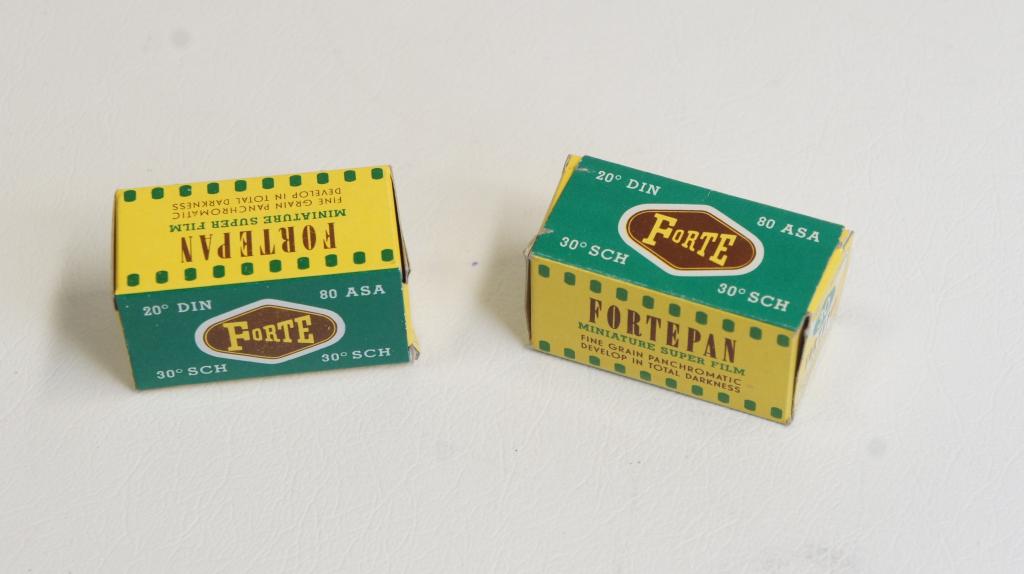 FORTEPAN
MINIATURE SUPER FILM
FINE GRAIN PANCHROMATIC
DEVELOP IN TOTAL DARKNESS
20° DIN
80 ASA
FORTE
30° SCH
30° SCH
20° DIN
80 ASA
FORTE
30° SCH
30° SCH
FORTEPAN
MINIATURE SUPER FILM
FINE GRAIN PANCHROMATIC
DEVELOP IN TOTAL DARKNESS